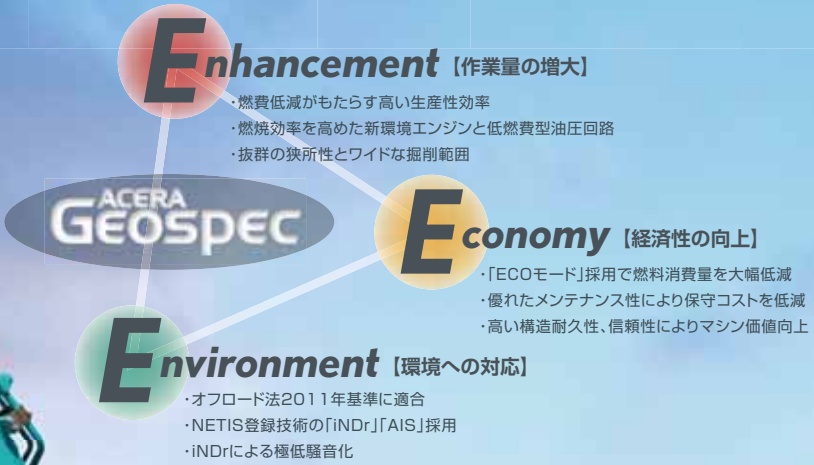 Enhancement【作業量の増大】
・燃費低減がもたらす高い生産性効率
・燃焼効率を高めた新環境エンジンと低燃費型油圧回路
・抜群の狭所性とワイドな掘削範囲
ACERA
GEOSPEC
Economy【経済性の向上】
・「ECOモード」採用で燃料消費量を大幅低減
・優れたメンテナンス性により保守コストを低減
・高い構造耐久性、信頼性によりマシン価値向上
Environment【環境への対応】
・オフロード法2011年基準に適合
・NETIS登録技術の「iNDr」「AIS」採用
・iNDrによる極低騒音化